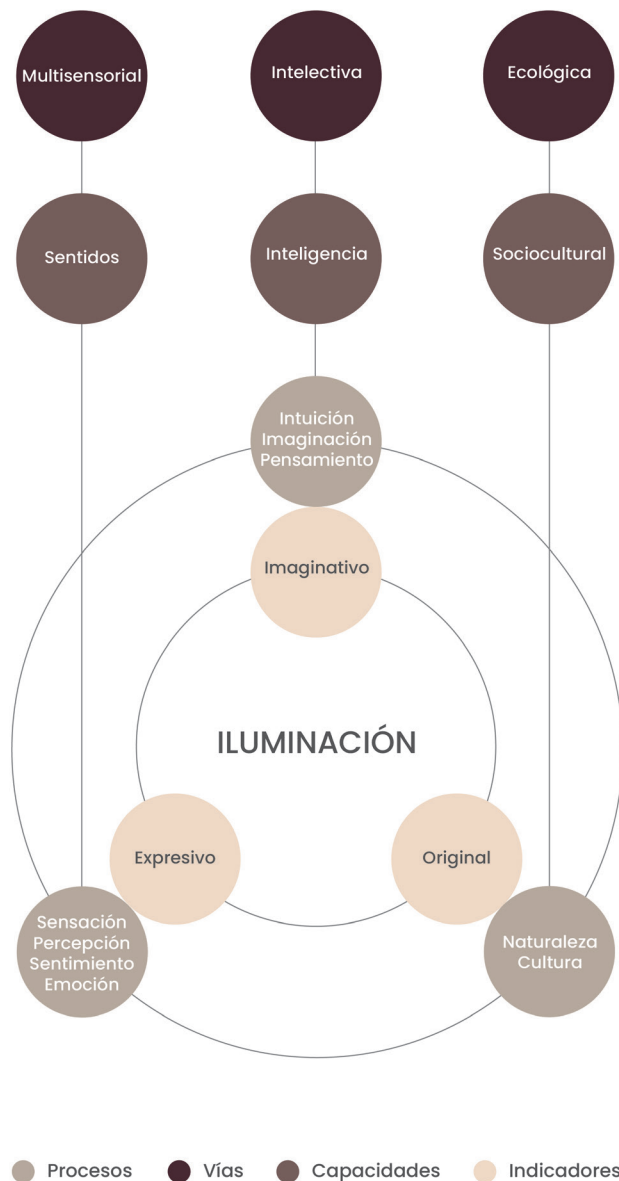 Multisensorial
Intelectiva
Ecológica
Sentidos
Inteligencia
Sociocultural
Intuición
Imaginación
Pensamiento
Imaginativo
ILUMINACIÓN
Expresivo
Original
Sensación
Percepción
Sentimiento
Emoción
Naturaleza
Cultura
Procesos
Vías
Capacidades
Indicadores